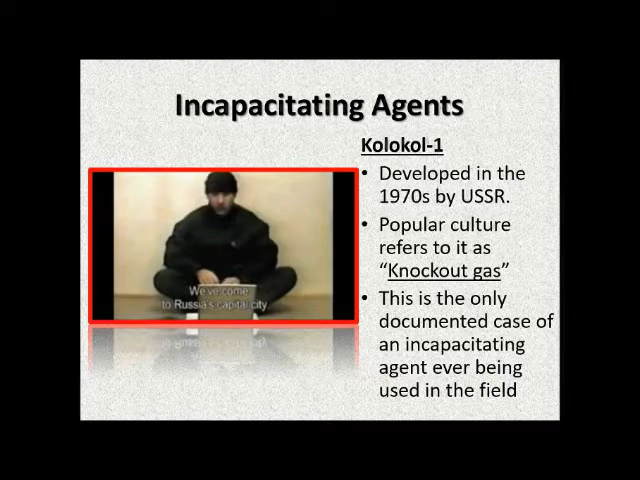 Incapacitating Agents
Kolokol-1
• Developed in the
1970s by USSR.
• Popular culture
refers to it as
“Knockout gas”
• This is the only
documented case of
an incapacitating
agent ever being
used in the field
We've come
to Russia's capital city.